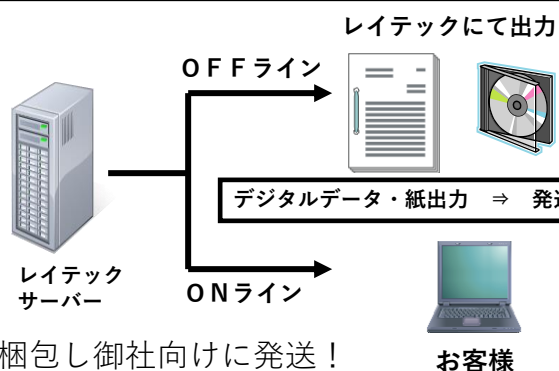 レイテックにて出力
ＯＦＦライン
デジタルデータ・紙出力　⇒　発送
レイテック
サーバー
ＯＮライン
梱包し御社向けに発送！
お客様